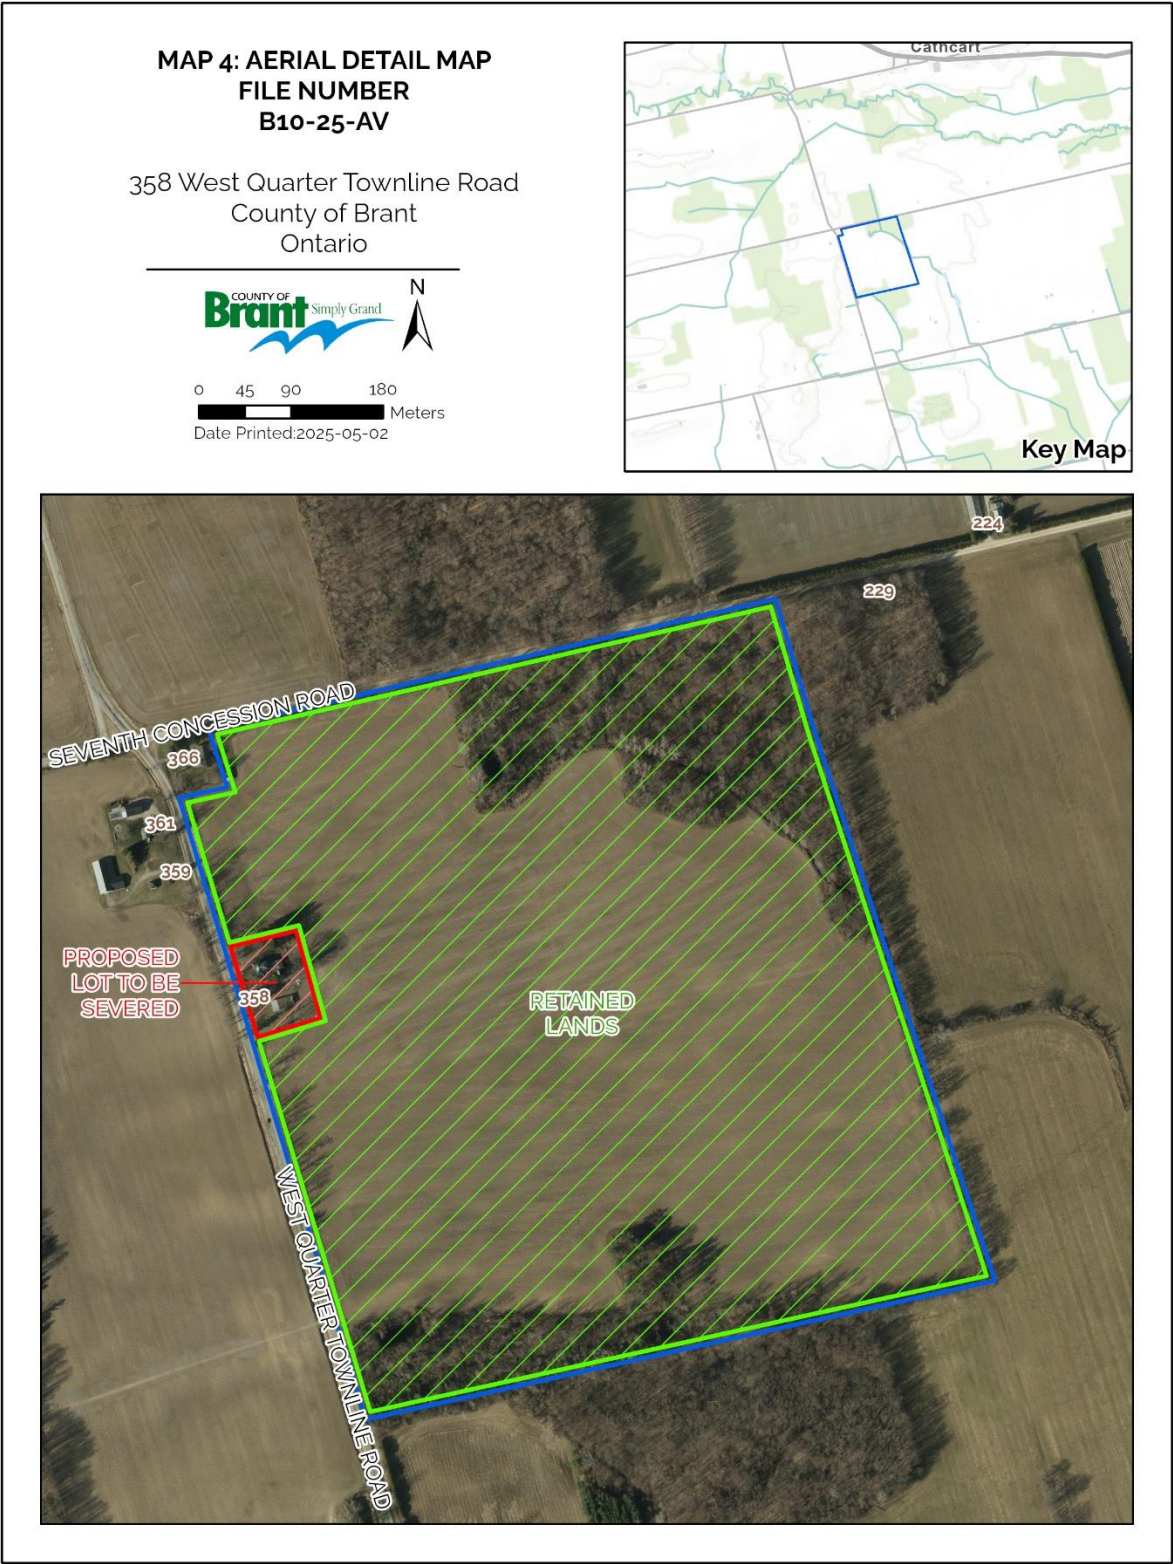 MAP 4: AERIAL DETAIL MAP
FILE NUMBER
B10-25-AV
358 West Quarter Townline Road
County of Brant
Ontario
COUNTY OF
Brant
Simply Grand
N
0 45 90 180
Meters
Date Printed:2025-05-02
Cathcart
Key Map
224
229
SEVENTH CONCESSION ROAD
366
361
359
PROPOSED
LOT TO BE
SEVERED
358
RETAINED
LANDS
WEST QUARTER TOWNLINE ROAD